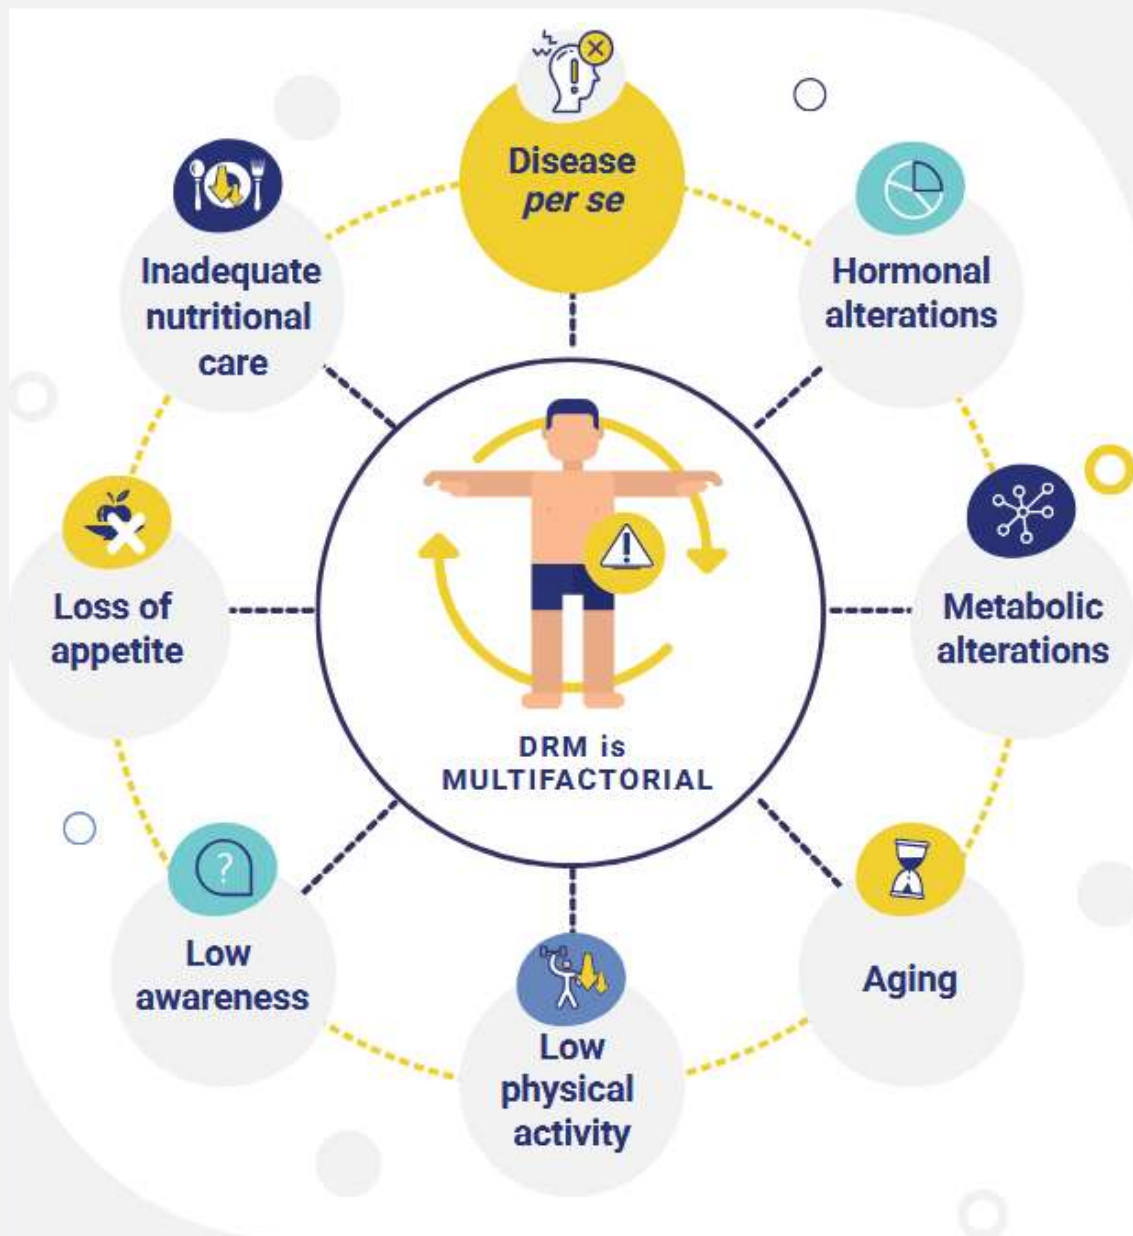 Disease
per se
Hormonal
alterations
Metabolic
alterations
Aging
Low
physical
activity
Low
awareness
Loss of
appetite
Inadequate
nutritional
care
DRM is
MULTIFACTORIAL